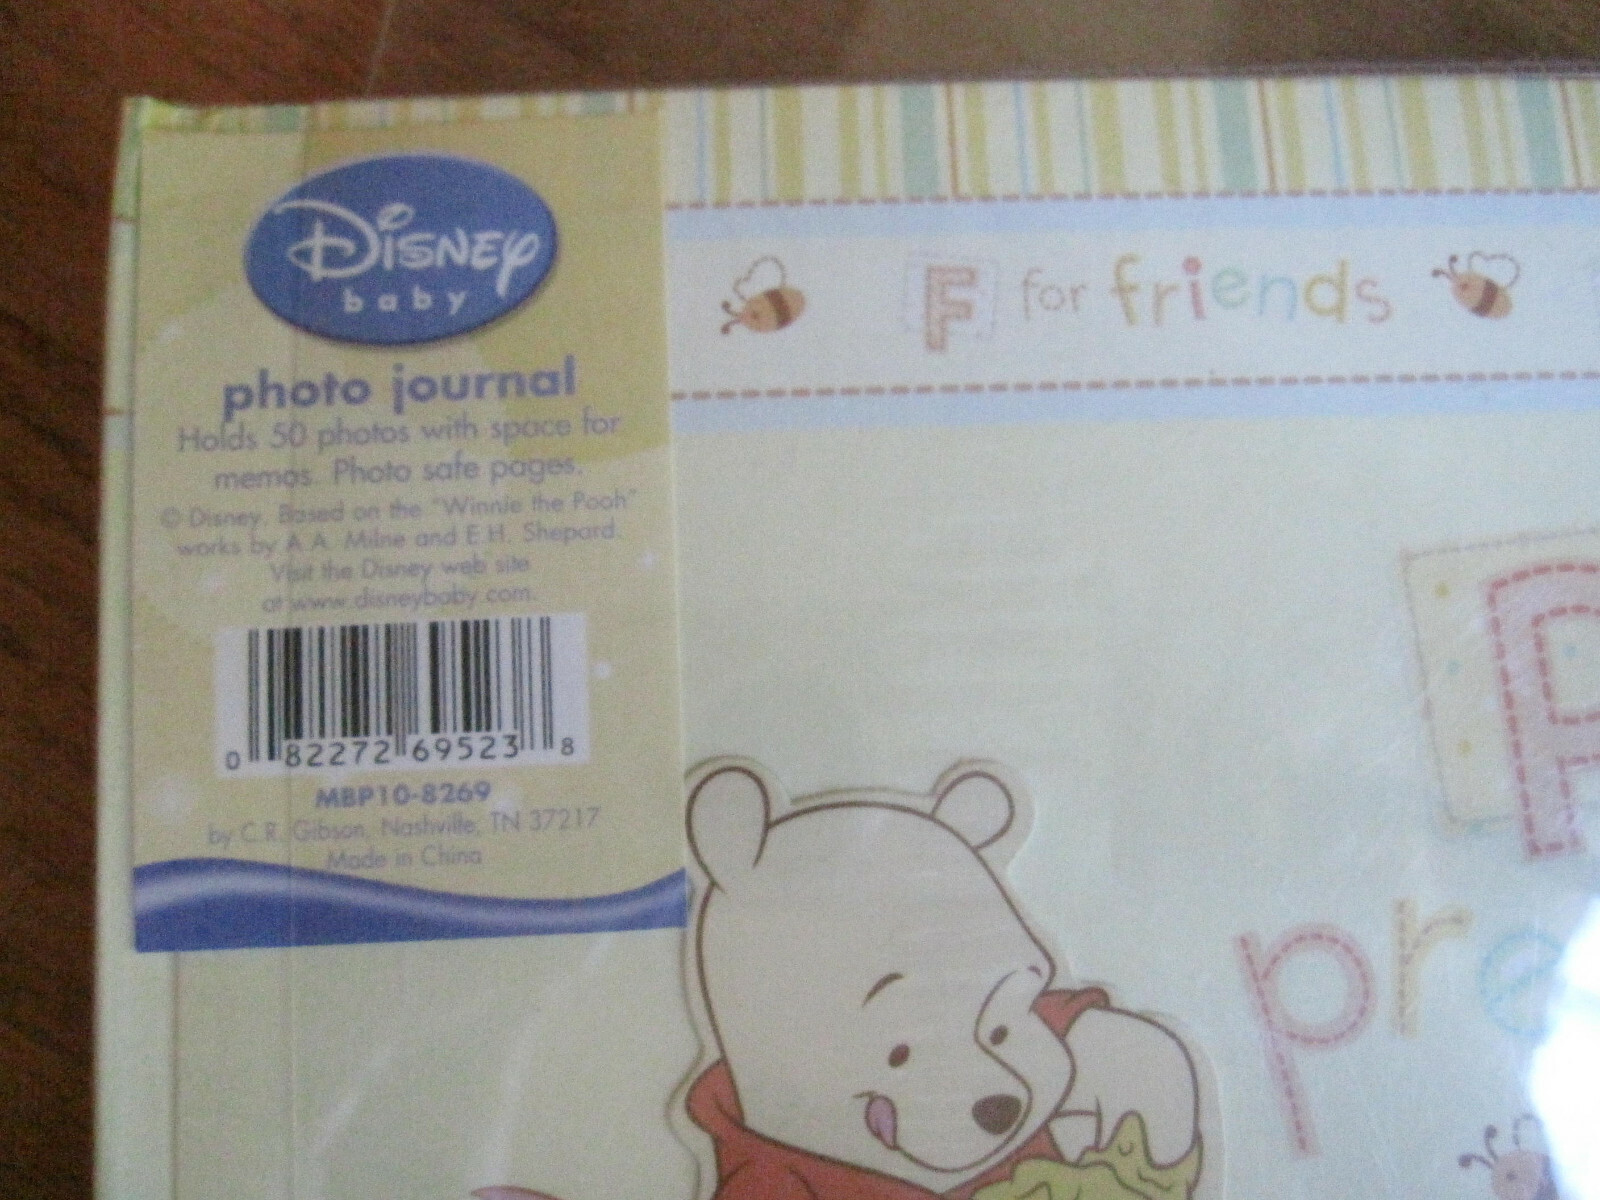 Disney
baby
photo journal
Holds 50 photos with space for
memos. Photo safe pages.
© Disney. Based on the "Winnie the Pooh"
works by A.A. Milne and E.H. Shepard.
Visit the Disney web site
at www.disneybaby.com.
0 82272 69523 8
MBP10-8269
by C.R. Gibson, Nashville, TN 37217
Made in China
F for friends
P
pre